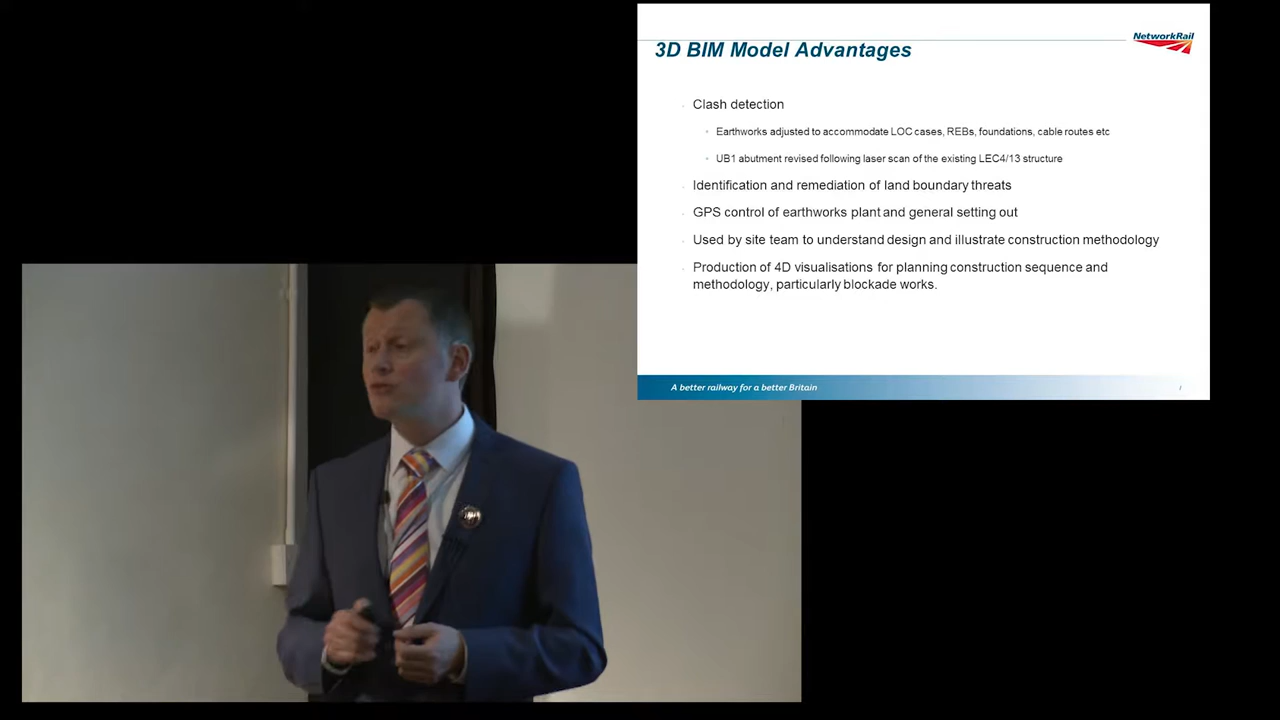 NetworkRail
3D BIM Model Advantages
Clash detection
Earthworks adjusted to accommodate LOC cases, REBs, foundations, cable routes etc
UB1 abutment revised following laser scan of the existing LEC4/13 structure
Identification and remediation of land boundary threats
GPS control of earthworks plant and general setting out
Used by site team to understand design and illustrate construction methodology
Production of 4D visualisations for planning construction sequence and
methodology, particularly blockade works.
A better railway for a better Britain